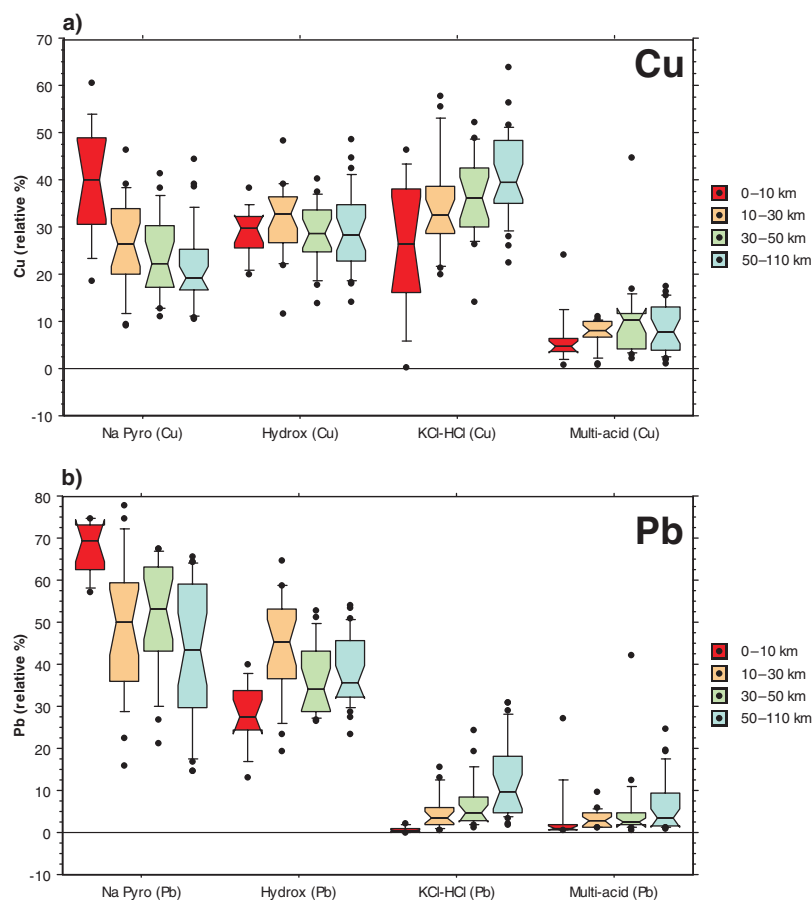 a)
Cu
70
60
50
40
30
20
10
0
-10
Cu (relative %)
Na Pyro (Cu)
Hydrox (Cu)
KCl-HCl (Cu)
Multi-acid (Cu)
0–10 km
10–30 km
30–50 km
50–110 km
b)
Pb
80
70
60
50
40
30
20
10
0
-10
Pb (relative %)
Na Pyro (Pb)
Hydrox (Pb)
KCl-HCl (Pb)
Multi-acid (Pb)
0–10 km
10–30 km
30–50 km
50–110 km